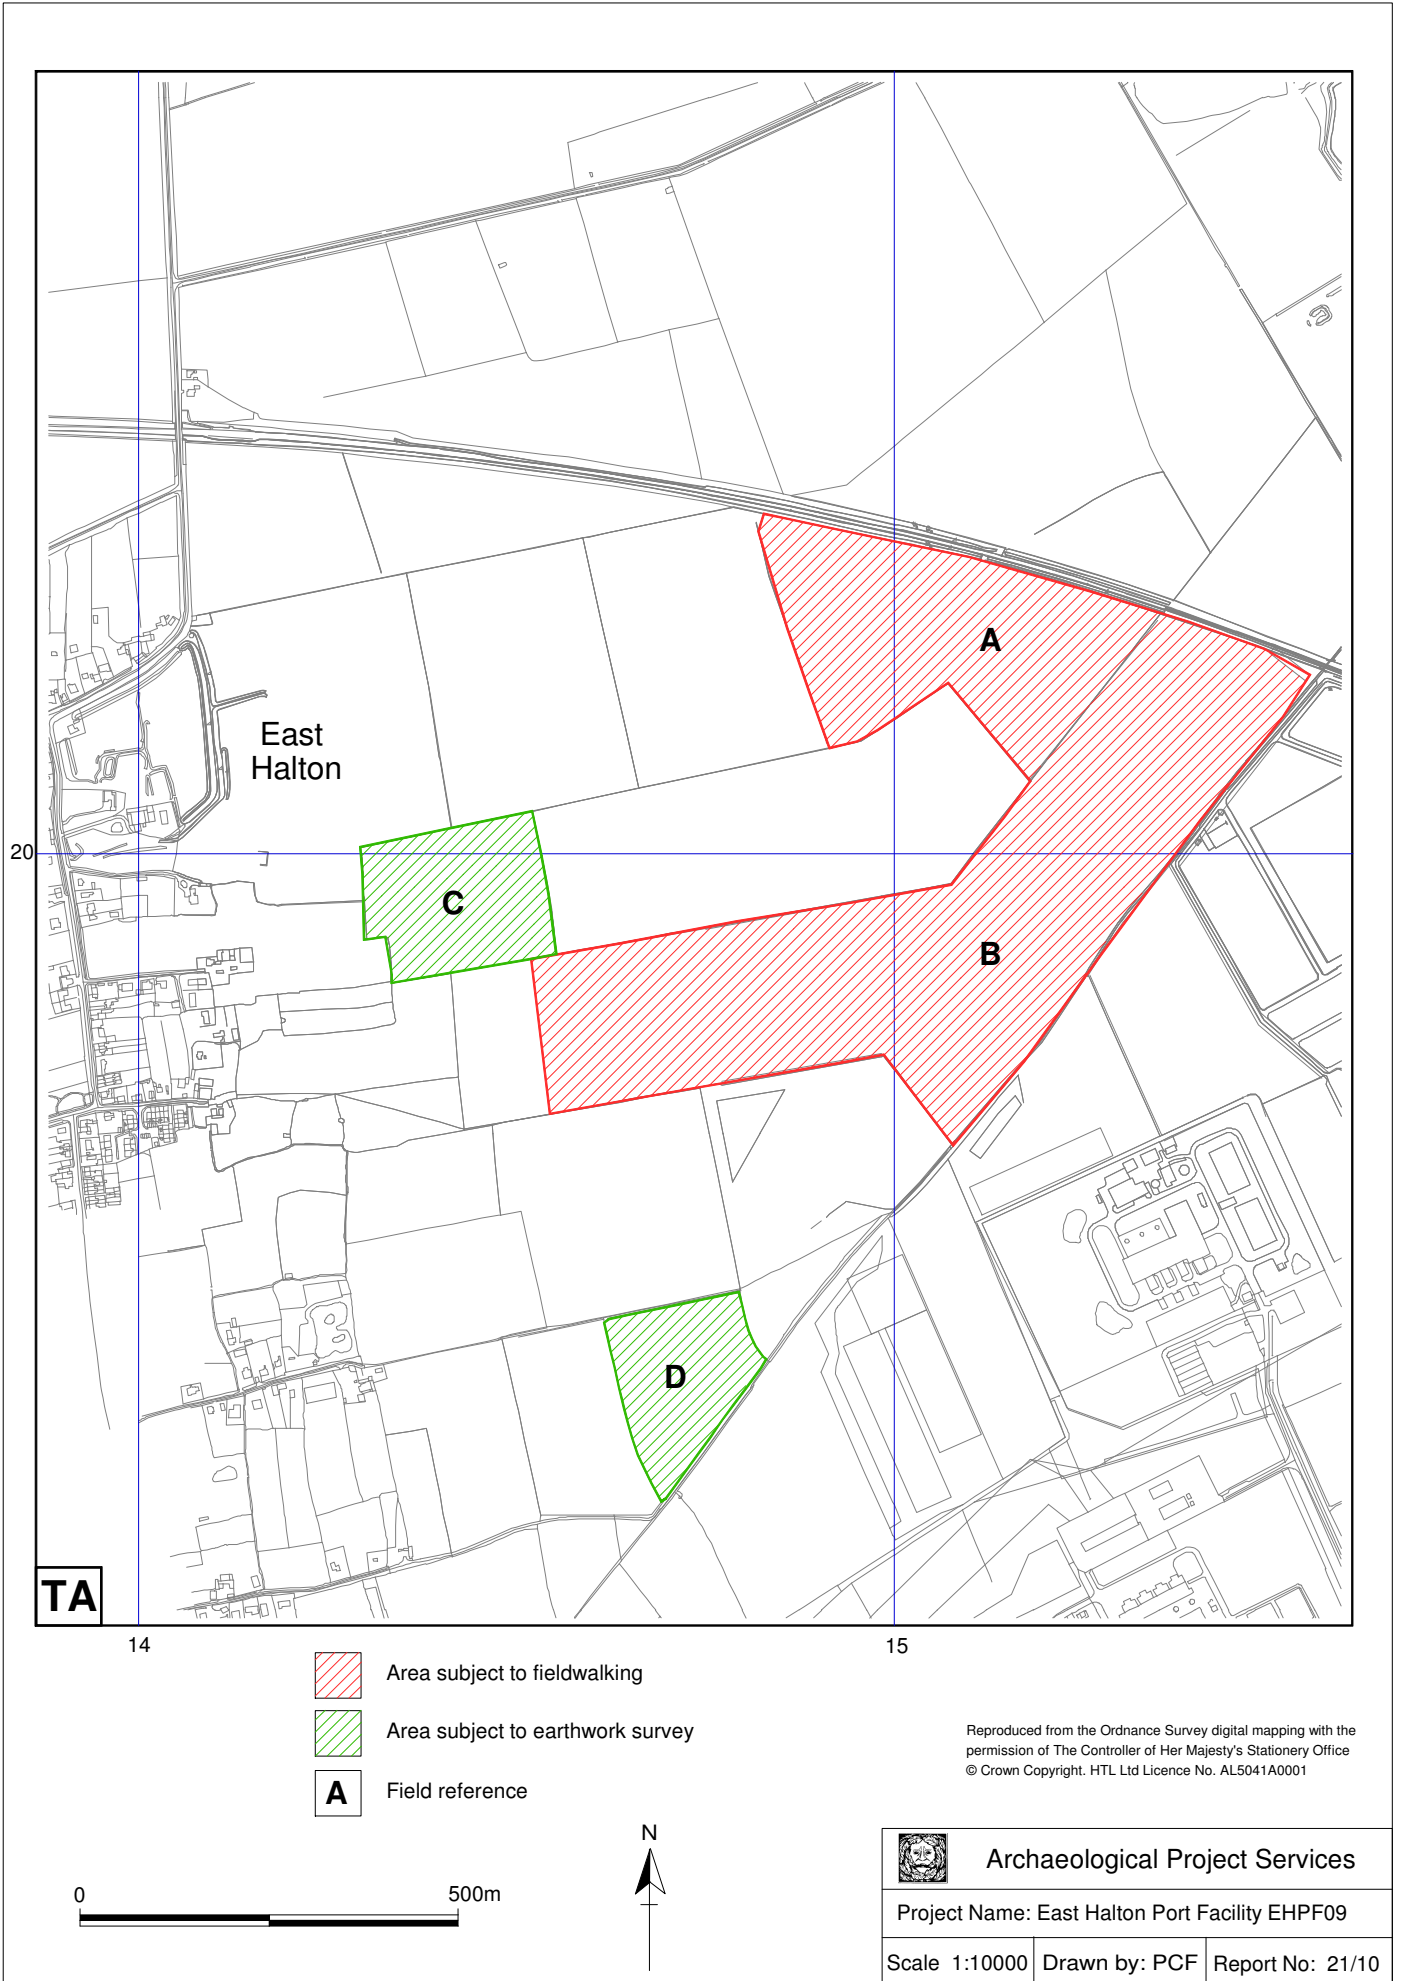 A
East
Halton
20
C
B
D
TA
14
15
Area subject to fieldwalking
Area subject to earthwork survey
A
Field reference
Reproduced from the Ordnance Survey digital mapping with the
permission of The Controller of Her Majesty's Stationery Office
© Crown Copyright. HTL Ltd Licence No. AL5041A0001
0
500m
N
Archaeological Project Services
Project Name: East Halton Port Facility EHPF09
Scale 1:10000
Drawn by: PCF
Report No: 21/10